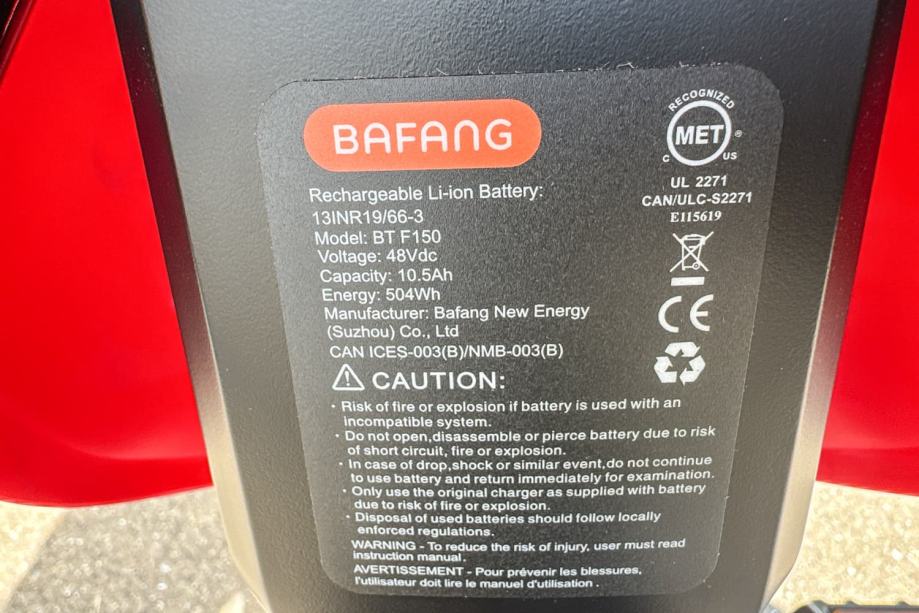 BAFANG
Rechargeable Li-ion Battery:
13INR19/66-3
Model: BT F150
Voltage: 48Vdc
Capacity: 10.5Ah
Energy: 504Wh
Manufacturer: Bafang New Energy
(Suzhou) Co., Ltd
CAN ICES-003(B)/NMB-003(B)
CAUTION:
· Risk of fire or explosion if battery is used with an
incompatible system.
· Do not open,disassemble or pierce battery due to risk
of short circuit, fire or explosion.
· In case of drop,shock or similar event,do not continue
to use battery and return immediately for examination.
· Only use the original charger as supplied with battery
due to risk of fire or explosion.
· Disposal of used batteries should follow locally
enforced regulations.
WARNING - To reduce the risk of injury, user must read
instruction manual.
AVERTISSEMENT - Pour prévenir les blessures,
l'utilisateur doit lire le manuel d'utilisation .
RECOGNIZED
MET ®
C US
UL 2271
CAN/ULC-S2271
E115619
CE